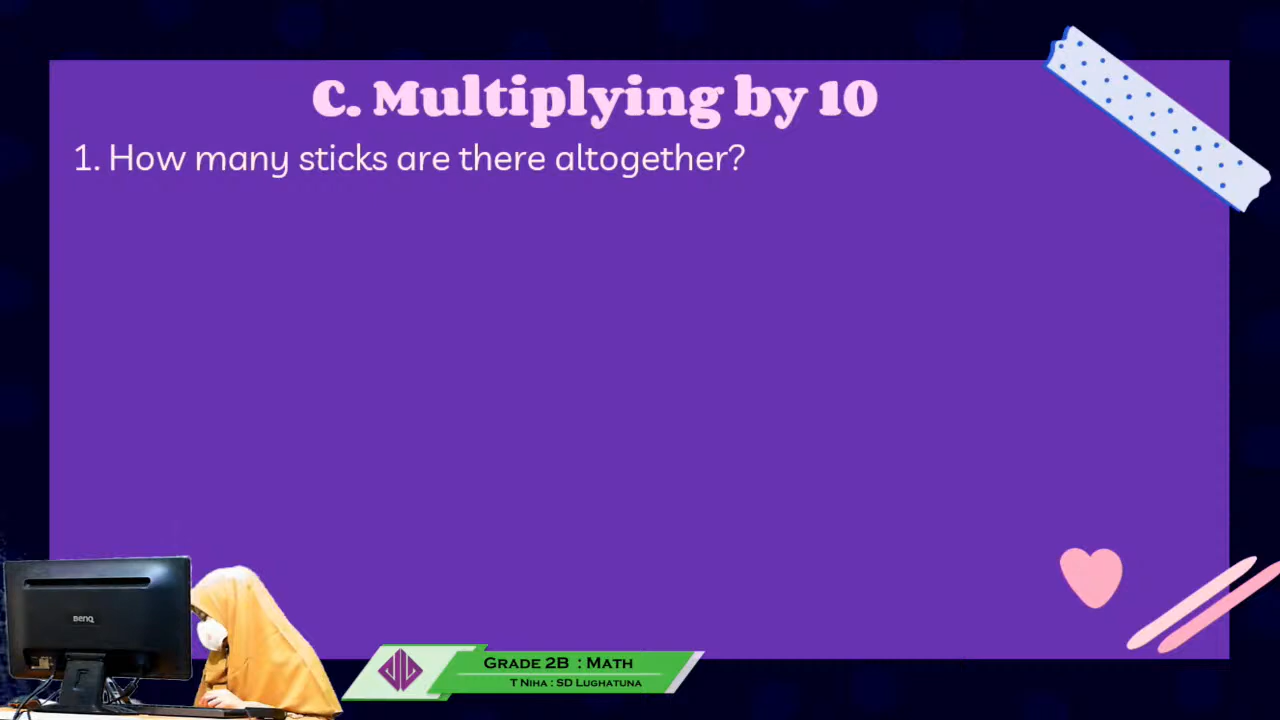 C. Multiplying by 10
1. How many sticks are there altogether?
BenQ
Grade 2B : Math
T Niha : SD Lughatuna